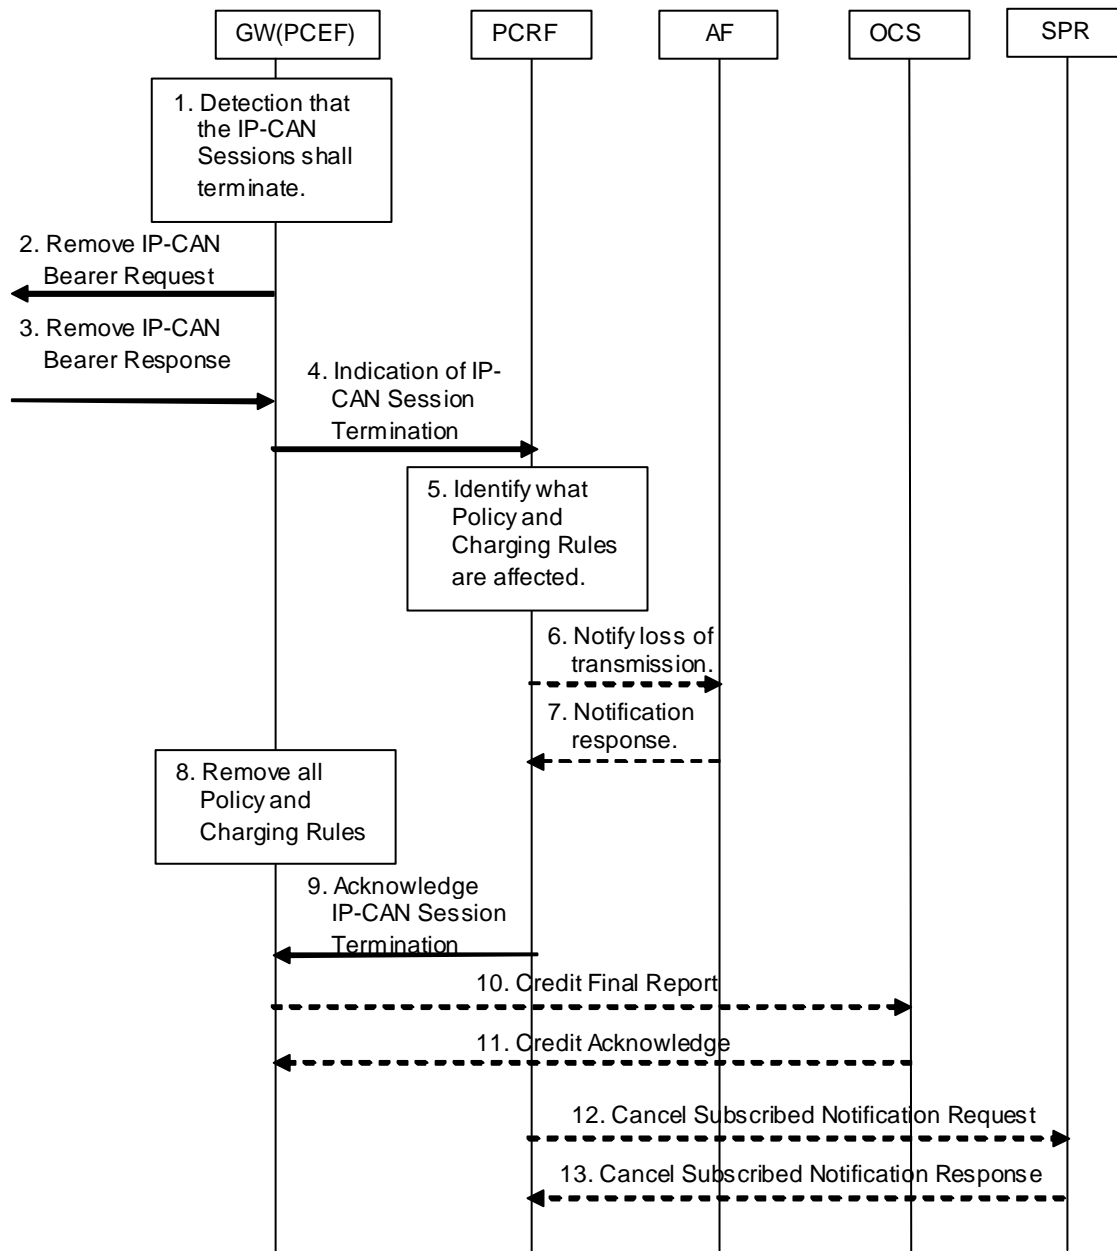 GW(PCEF)
PCRF
AF
OCS
SPR
1. Detection that
the IP-CAN
Sessions shall
terminate.
2. Remove IP-CAN
Bearer Request
3. Remove IP-CAN
Bearer Response
4. Indication of IP-
CAN Session
Termination
5. Identify what
Policy and
Charging Rules
are affected.
6. Notify loss of
transmission.
7. Notification
response.
8. Remove all
Policy and
Charging Rules
9. Acknowledge
IP-CAN Session
Termination
10. Credit Final Report
11. Credit Acknowledge
12. Cancel Subscribed Notification Request
13. Cancel Subscribed Notification Response